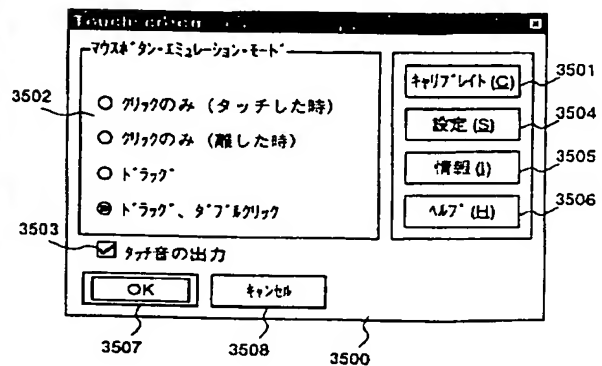 マウスボタン・エミュレーション・モード
3502
クリックのみ (タッチした時)
クリックのみ (離した時)
ドラッグ
ドラッグ、ダブルクリック
3503
タッチ音の出力
OK
キャンセル
キャリブレイト (C)
設定 (S)
情報 (I)
ヘルプ (H)
3501
3504
3505
3506
3507
3508
3500